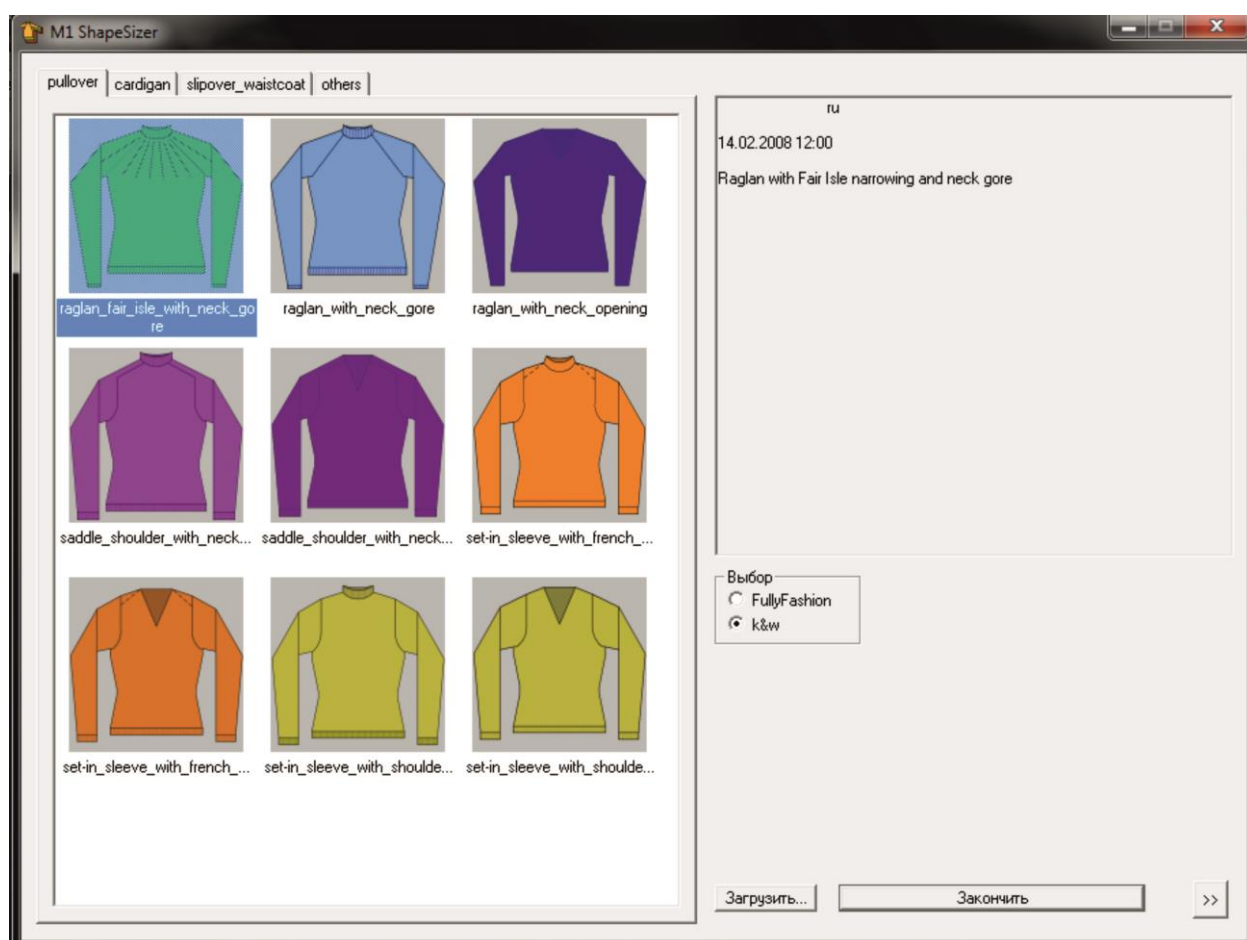 M1 ShapeSizer
pullover cardigan slipover_waistcoat others
raglan_fair_isle_with_neck_go
re
raglan_with_neck_gore
raglan_with_neck_opening
saddle_shoulder_with_neck...
saddle_shoulder_with_neck...
set-in_sleeve_with_french_...
set-in_sleeve_with_french_...
set-in_sleeve_with_shoulde...
set-in_sleeve_with_shoulde...
ru
14.02.2008 12:00
Raglan with Fair Isle narrowing and neck gore
Выбор
FullyFashion
k&w
Загрузить...
Закончить
>>